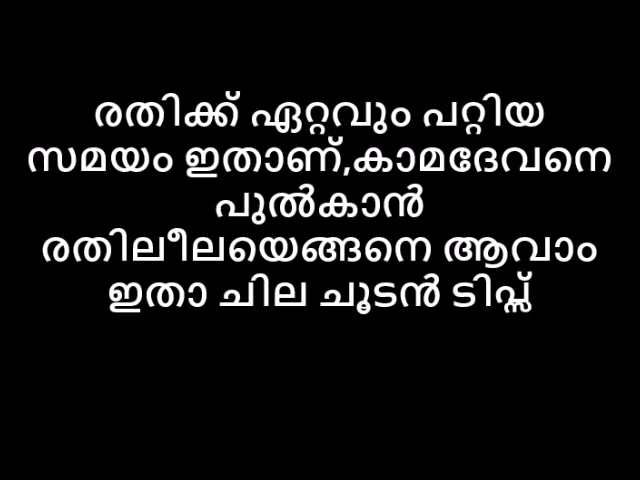 രതിക്ക് ഏറ്റവും പറ്റിയ
സമയം ഇതാണ്,കാമദേവനെ
പുൽകാൻ
രതിലീലയെങ്ങനെ ആവാം
ഇതാ ചില ചൂടൻ ടിപ്സ്